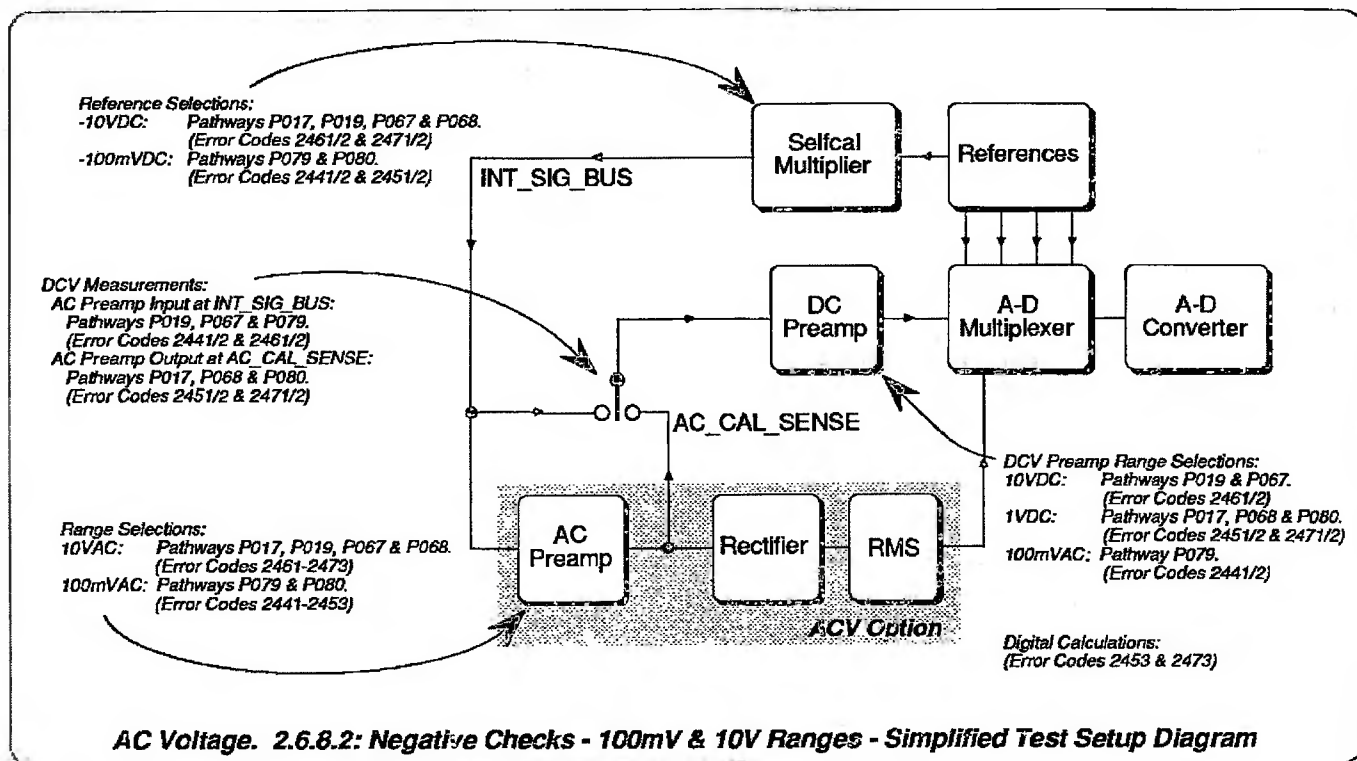 Reference Selections:
-10VDC: Pathways P017, P019, P067 & P068.
(Error Codes 2461/2 & 2471/2)
-100mVDC: Pathways P079 & P080.
(Error Codes 2441/2 & 2451/2)
INT_SIG_BUS
Selfcal
Multiplier
References
DCV Measurements:
AC Preamp Input at INT_SIG_BUS:
Pathways P019, P067 & P079.
(Error Codes 2441/2 & 2461/2)
AC Preamp Output at AC_CAL_SENSE:
Pathways P017, P068 & P080.
(Error Codes 2451/2 & 2471/2)
DC
Preamp
A-D
Multiplexer
A-D
Converter
AC_CAL_SENSE
DCV Preamp Range Selections:
10VDC: Pathways P019 & P067.
(Error Codes 2461/2)
1VDC: Pathways P017, P068 & P080.
(Error Codes 2451/2 & 2471/2)
100mVAC: Pathway P079.
(Error Codes 2441/2)
Range Selections:
10VAC: Pathways P017, P019, P067 & P068.
(Error Codes 2461-2473)
100mVAC: Pathways P079 & P080.
(Error Codes 2441-2453)
AC
Preamp
Rectifier
RMS
ACV Option
Digital Calculations:
(Error Codes 2453 & 2473)
AC Voltage. 2.6.8.2: Negative Checks - 100mV & 10V Ranges - Simplified Test Setup Diagram